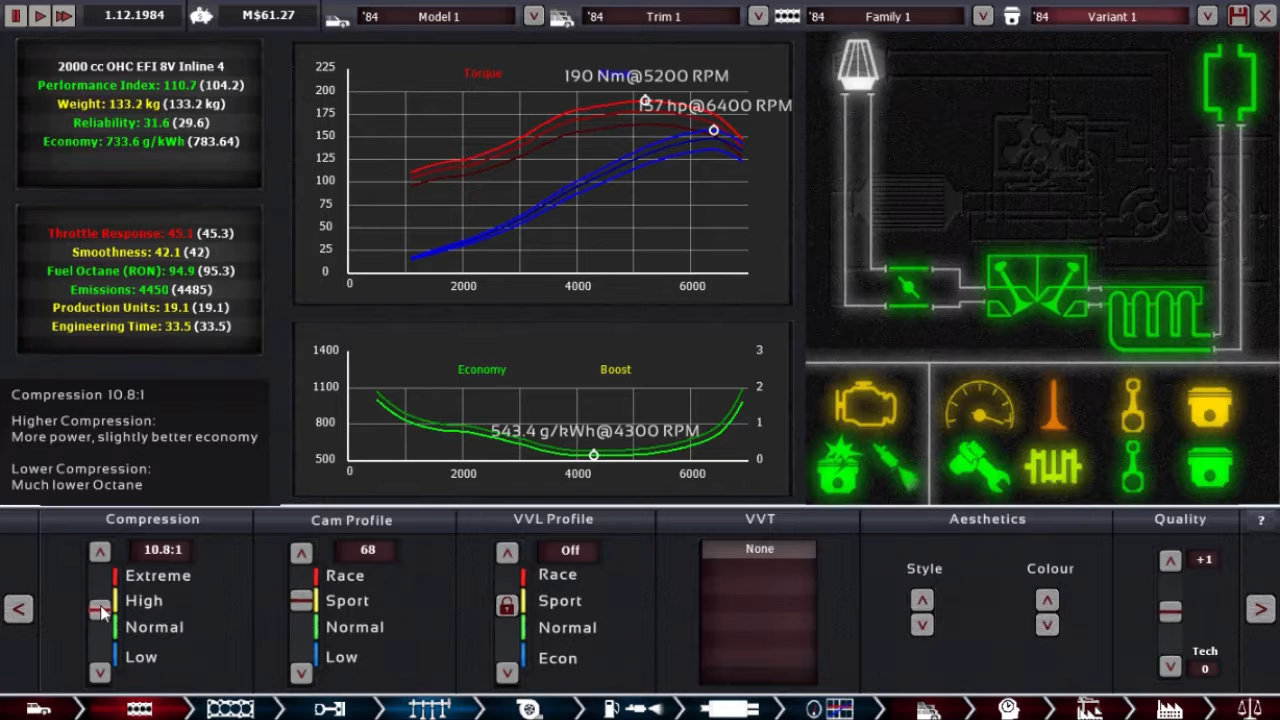 1.12.1984
M$61.27
'84 Model 1
'84 Trim 1
'84 Family 1
'84 Variant 1
2000 cc OHC EFI 8V Inline 4
Performance Index: 110.7 (104.2)
Weight: 133.2 kg (133.2 kg)
Reliability: 31.6 (29.6)
Economy: 733.6 g/kWh (783.64)
Throttle Response: 45.1 (45.3)
Smoothness: 42.1 (42)
Fuel Octane (RON): 94.9 (95.3)
Emissions: 4450 (4485)
Production Units: 19.1 (19.1)
Engineering Time: 33.5 (33.5)
Compression 10.8:1
Higher Compression:
More power, slightly better economy
Lower Compression:
Much lower Octane
Torque
190 Nm@5200 RPM
157 hp@6400 RPM
225
200
175
150
125
100
75
50
25
0
0 2000 4000 6000
Economy
Boost
543.4 g/kWh@4300 RPM
1400
1100
800
500
3
2
1
0
0 2000 4000 6000
Compression
10.8:1
Extreme
High
Normal
Low
Cam Profile
68
Race
Sport
Normal
Low
VVL Profile
Off
Race
Sport
Normal
Econ
VVT
None
Aesthetics
Style
Colour
Quality
+1
Tech
0
?